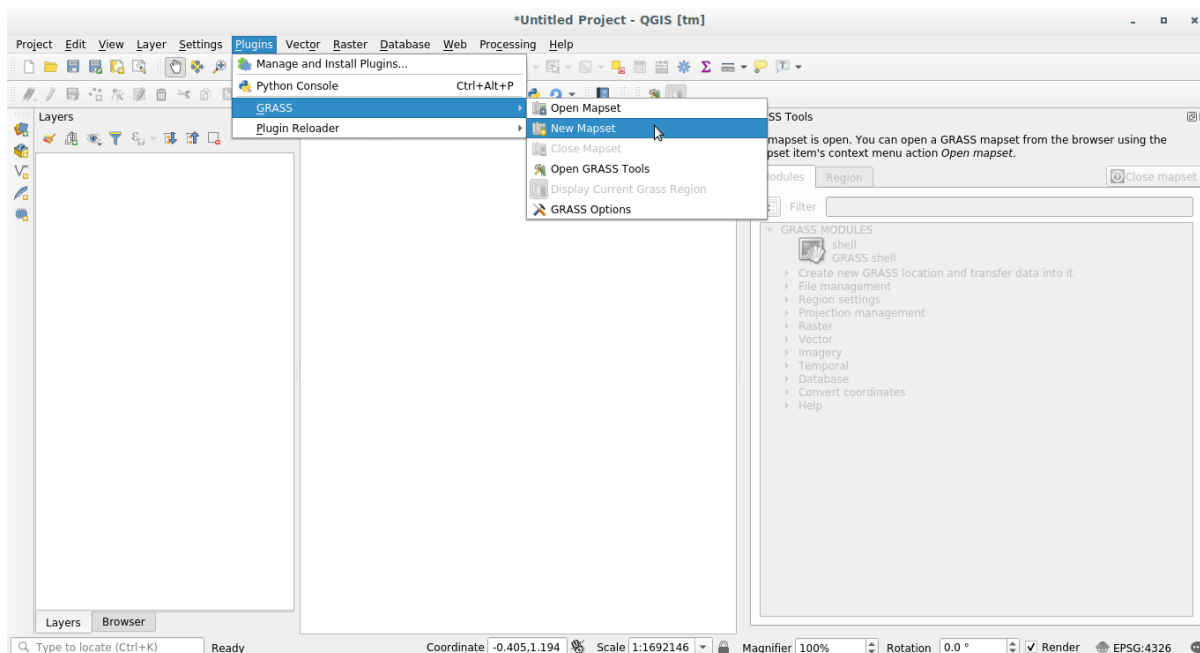 *Untitled Project - QGIS [tm]
Project Edit View Layer Settings Plugins Vector Raster Database Web Processing Help
Manage and Install Plugins...
Python Console Ctrl+Alt+P
GRASS
Plugin Reloader
Open Mapset
New Mapset
Close Mapset
Open GRASS Tools
Display Current Grass Region
GRASS Options
Layers
SS Tools
mapset is open. You can open a GRASS mapset from the browser using the
pset item's context menu action Open mapset.
odules Region Close mapset
Filter
GRASS MODULES
shell
GRASS shell
Create new GRASS location and transfer data into it
File management
Region settings
Projection management
Raster
Vector
Imagery
Temporal
Database
Convert coordinates
Help
Layers Browser
Type to locate (Ctrl+K) Ready Coordinate -0.405,1.194 Scale 1:1692146 Magnifier 100% Rotation 0.0 ° Render EPSG:4326